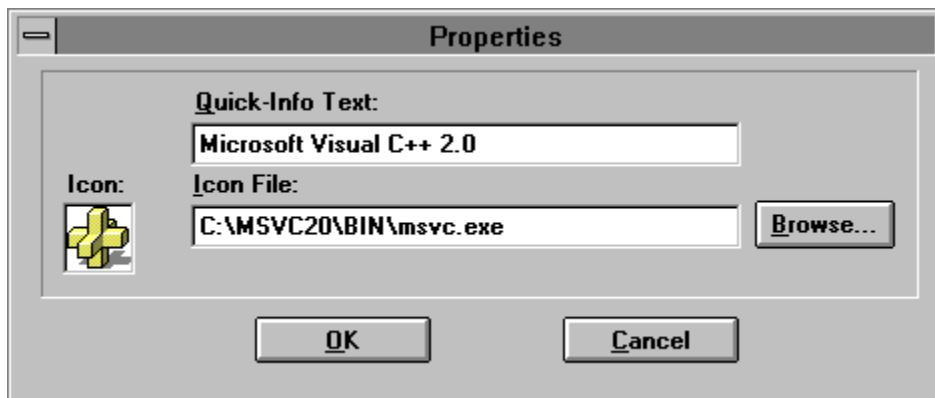 Properties
Quick-Info Text:
Microsoft Visual C++ 2.0
Icon:
Icon File:
C:\MSVC20\BIN\msvc.exe
Browse...
OK
Cancel